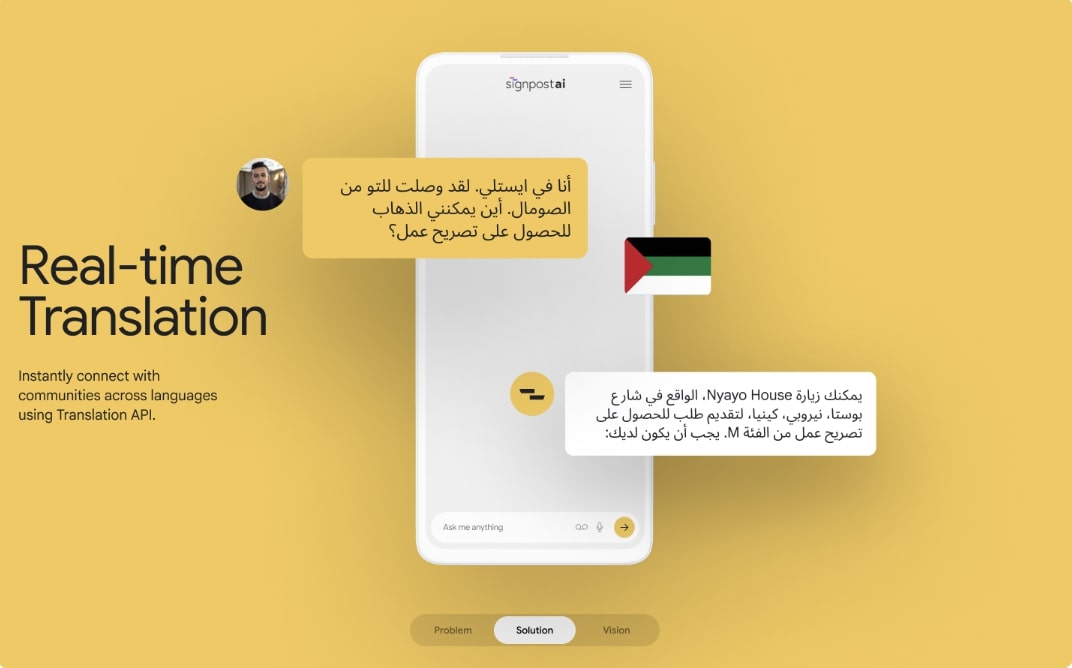 signpostai
أنا في ايستلي. لقد وصلت للتو من
الصومال. أين يمكنني الذهاب
للحصول على تصريح عمل؟
Real-time
Translation
Instantly connect with
communities across languages
using Translation API.
يمكنك زيارة Nyayo House، الواقع في شارع
بوستا، نيروبي، كينيا، لتقديم طلب للحصول على
تصريح عمل من الفئة M. يجب أن يكون لديك:
Ask me anything
Problem
Solution
Vision